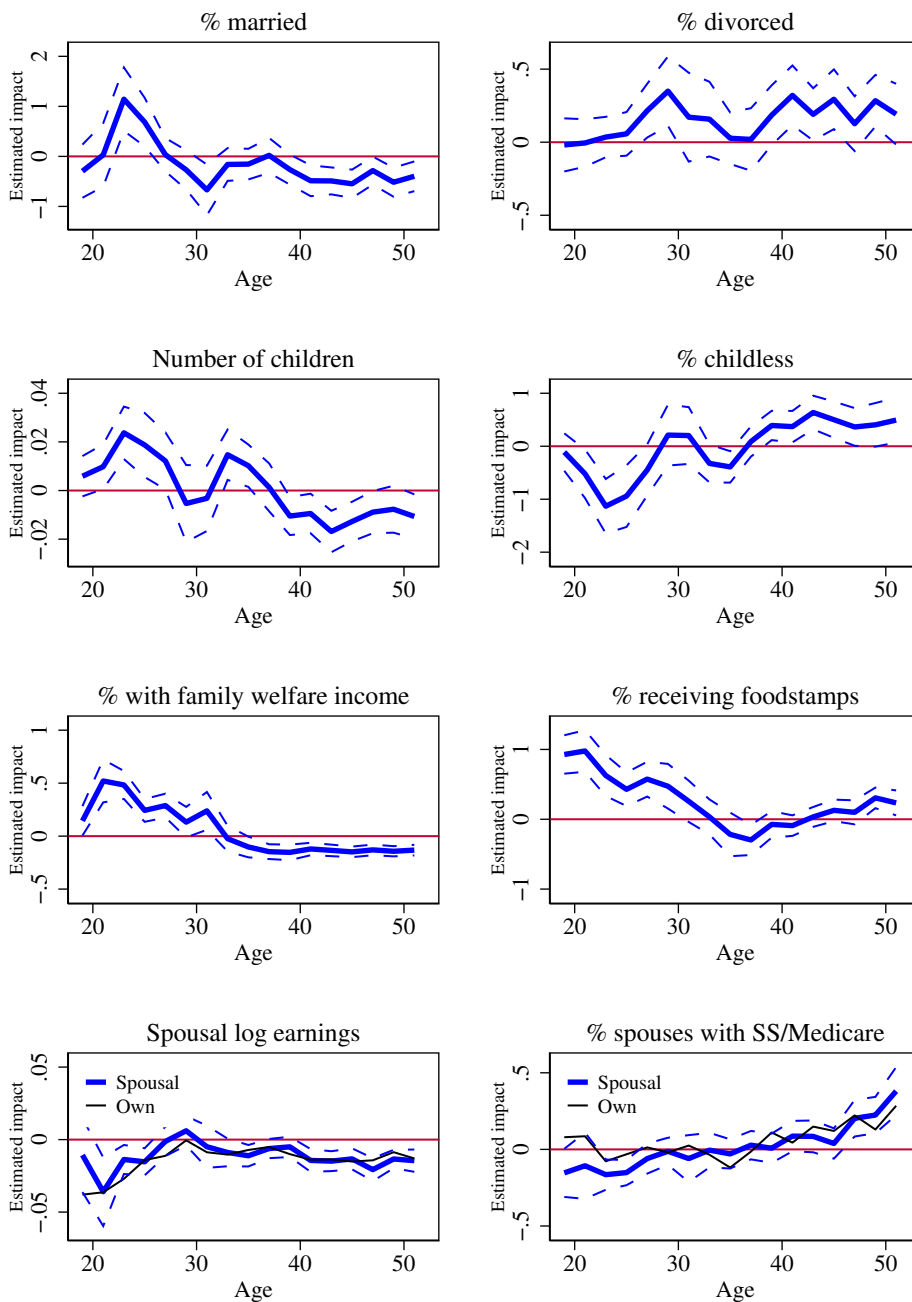 % married
Estimated impact
2
1
0
−1
20 30 40 50
Age
% divorced
Estimated impact
.5
0
−.5
20 30 40 50
Age
Number of children
Estimated impact
.04
.02
0
−.02
20 30 40 50
Age
% childless
Estimated impact
1
0
−1
−2
20 30 40 50
Age
% with family welfare income
Estimated impact
1
.5
0
−.5
20 30 40 50
Age
% receiving foodstamps
Estimated impact
1
0
−1
20 30 40 50
Age
Spousal log earnings
Estimated impact
.05
0
−.05
Spousal
Own
20 30 40 50
Age
% spouses with SS/Medicare
Estimated impact
.5
0
−.5
Spousal
Own
20 30 40 50
Age